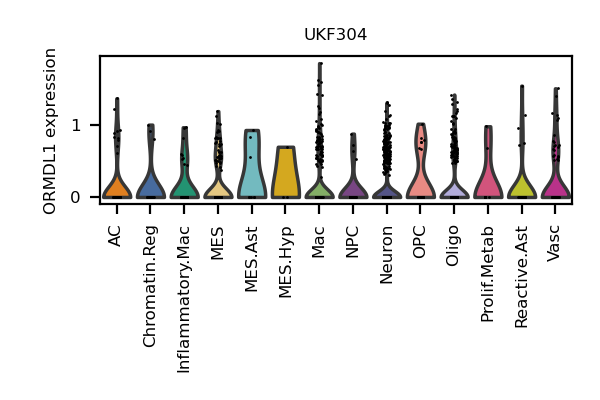 UKF304
ORMDL1 expression
1
0
AC
Chromatin.Reg
Inflammatory.Mac
MES
MES.Ast
MES.Hyp
Mac
NPC
Neuron
OPC
Oligo
Prolif.Metab
Reactive.Ast
Vasc